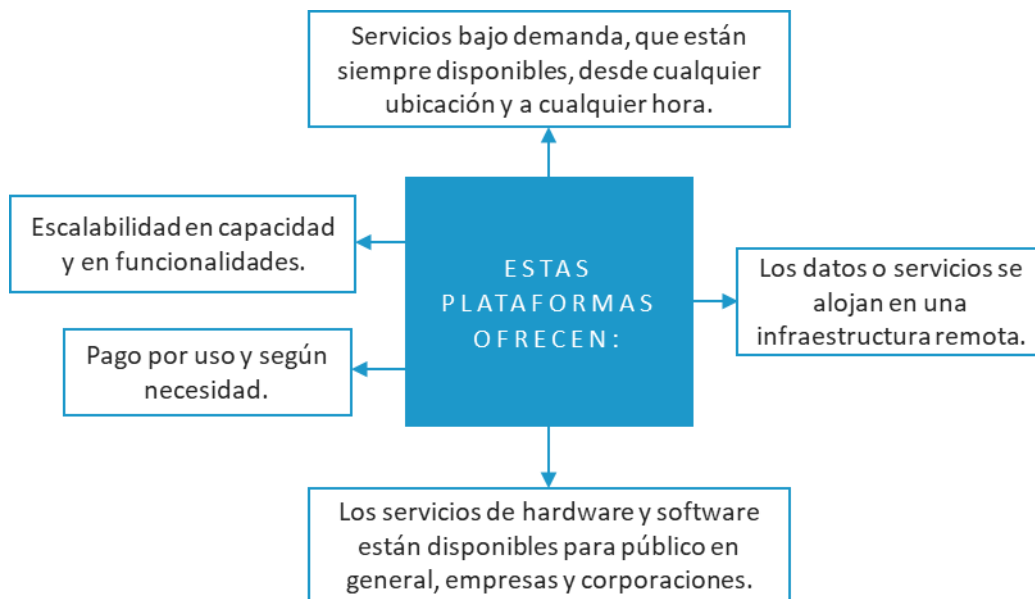 Servicios bajo demanda, que están
siempre disponibles, desde cualquier
ubicación y a cualquier hora.
Escalabilidad en capacidad
y en funcionalidades.
ESTAS
PLATAFORMAS
OFRECEN:
Los datos o servicios se
alojan en una
infraestructura remota.
Pago por uso y según
necesidad.
Los servicios de hardware y software
están disponibles para público en
general, empresas y corporaciones.